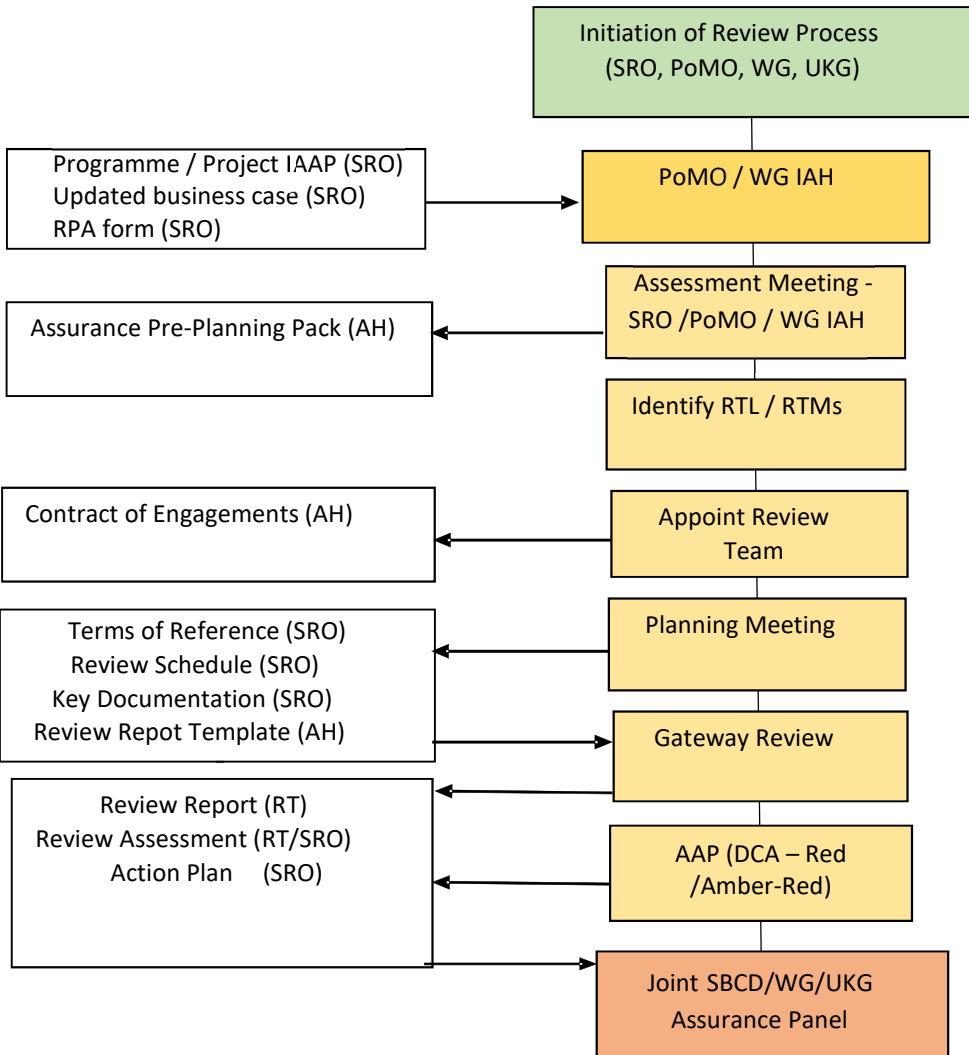 Initiation of Review Process
(SRO, PoMO, WG, UKG)
Programme / Project IAAP (SRO)
Updated business case (SRO)
RPA form (SRO)
PoMO / WG IAH
Assessment Meeting -
SRO /PoMO / WG IAH
Assurance Pre-Planning Pack (AH)
Identify RTL / RTMs
Contract of Engagements (AH)
Appoint Review
Team
Terms of Reference (SRO)
Review Schedule (SRO)
Key Documentation (SRO)
Review Repot Template (AH)
Planning Meeting
Gateway Review
Review Report (RT)
Review Assessment (RT/SRO)
Action Plan (SRO)
AAP (DCA – Red
/Amber-Red)
Joint SBCD/WG/UKG
Assurance Panel